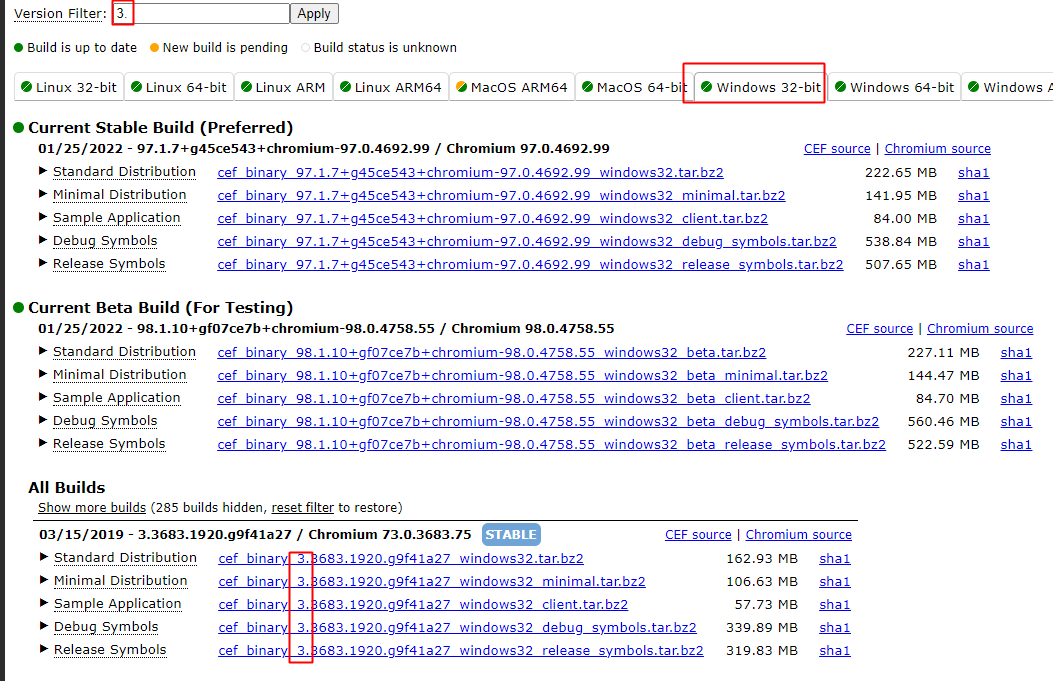 Version Filter: 3. Apply
Build is up to date New build is pending Build status is unknown
Linux 32-bit Linux 64-bit Linux ARM Linux ARM64 MacOS ARM64 MacOS 64-bit Windows 32-bit Windows 64-bit Windows A
Current Stable Build (Preferred)
01/25/2022 - 97.1.7+g45ce543+chromium-97.0.4692.99 / Chromium 97.0.4692.99 CEF source | Chromium source
Standard Distribution cef_binary_97.1.7+g45ce543+chromium-97.0.4692.99_windows32.tar.bz2 222.65 MB sha1
Minimal Distribution cef_binary_97.1.7+g45ce543+chromium-97.0.4692.99_windows32_minimal.tar.bz2 141.95 MB sha1
Sample Application cef_binary_97.1.7+g45ce543+chromium-97.0.4692.99_windows32_client.tar.bz2 84.00 MB sha1
Debug Symbols cef_binary_97.1.7+g45ce543+chromium-97.0.4692.99_windows32_debug_symbols.tar.bz2 538.84 MB sha1
Release Symbols cef_binary_97.1.7+g45ce543+chromium-97.0.4692.99_windows32_release_symbols.tar.bz2 507.65 MB sha1
Current Beta Build (For Testing)
01/25/2022 - 98.1.10+gf07ce7b+chromium-98.0.4758.55 / Chromium 98.0.4758.55 CEF source | Chromium source
Standard Distribution cef_binary_98.1.10+gf07ce7b+chromium-98.0.4758.55_windows32_beta.tar.bz2 227.11 MB sha1
Minimal Distribution cef_binary_98.1.10+gf07ce7b+chromium-98.0.4758.55_windows32_beta_minimal.tar.bz2 144.47 MB sha1
Sample Application cef_binary_98.1.10+gf07ce7b+chromium-98.0.4758.55_windows32_beta_client.tar.bz2 84.70 MB sha1
Debug Symbols cef_binary_98.1.10+gf07ce7b+chromium-98.0.4758.55_windows32_beta_debug_symbols.tar.bz2 560.46 MB sha1
Release Symbols cef_binary_98.1.10+gf07ce7b+chromium-98.0.4758.55_windows32_beta_release_symbols.tar.bz2 522.59 MB sha1
All Builds
Show more builds (285 builds hidden, reset filter to restore)
03/15/2019 - 3.3683.1920.g9f41a27 / Chromium 73.0.3683.75 STABLE CEF source | Chromium source
Standard Distribution cef_binary_3.3683.1920.g9f41a27_windows32.tar.bz2 162.93 MB sha1
Minimal Distribution cef_binary_3.3683.1920.g9f41a27_windows32_minimal.tar.bz2 106.63 MB sha1
Sample Application cef_binary_3.3683.1920.g9f41a27_windows32_client.tar.bz2 57.73 MB sha1
Debug Symbols cef_binary_3.3683.1920.g9f41a27_windows32_debug_symbols.tar.bz2 339.89 MB sha1
Release Symbols cef_binary_3.3683.1920.g9f41a27_windows32_release_symbols.tar.bz2 319.83 MB sha1